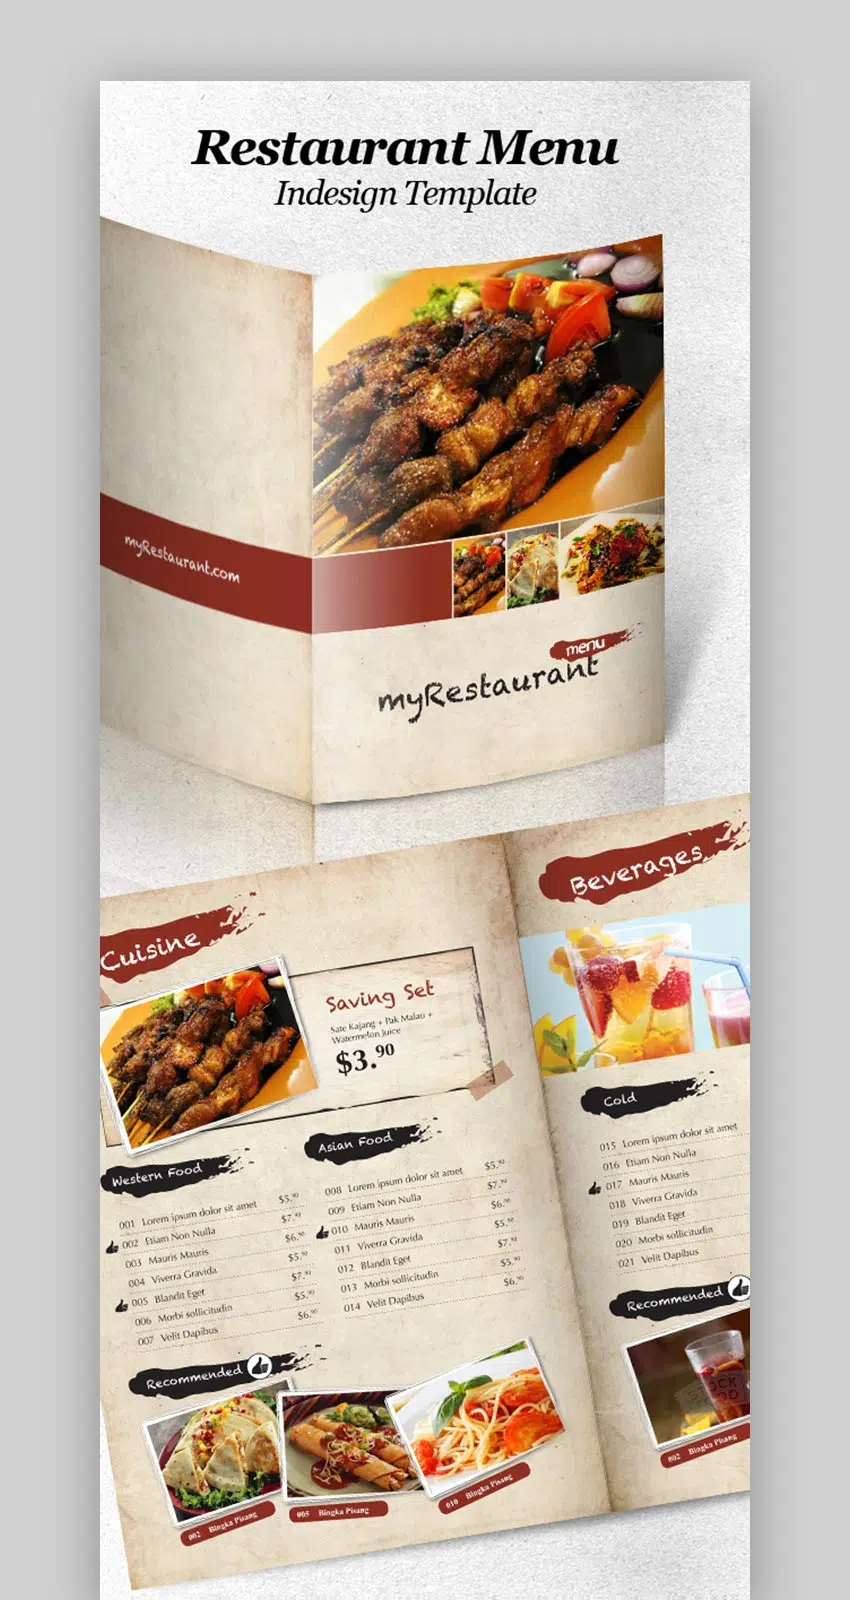 Restaurant Menu
Indesign Template
myRestaurant.com
menu
myRestaurant
Cuisine
Saving Set
Sate Kajang + Pak Malau +
Watermelon Juice
$3.90
Western Food
001 Lorem ipsum dolor sit amet $5.90
002 Etiam Non Nulla $7.90
003 Mauris Mauris $6.90
004 Viverra Gravida $5.90
005 Blandit Eget $7.90
006 Morbi sollicitudin $5.90
007 Velit Dapibus $6.90
Asian Food
008 Lorem ipsum dolor sit amet $5.90
009 Etiam Non Nulla $7.90
010 Mauris Mauris $6.90
011 Viverra Gravida $5.90
012 Blandit Eget $7.90
013 Morbi sollicitudin $5.90
014 Velit Dapibus $6.90
Recommended
002 Bingka Pisang
005 Bingka Pisang
010 Bingka Pisang
Beverages
Cold
015 Lorem ipsum dolor sit amet
016 Etiam Non Nulla
017 Mauris Mauris
018 Viverra Gravida
019 Blandit Eget
020 Morbi sollicitudin
021 Velit Dapibus
Recommended
002 Bingka Pisang